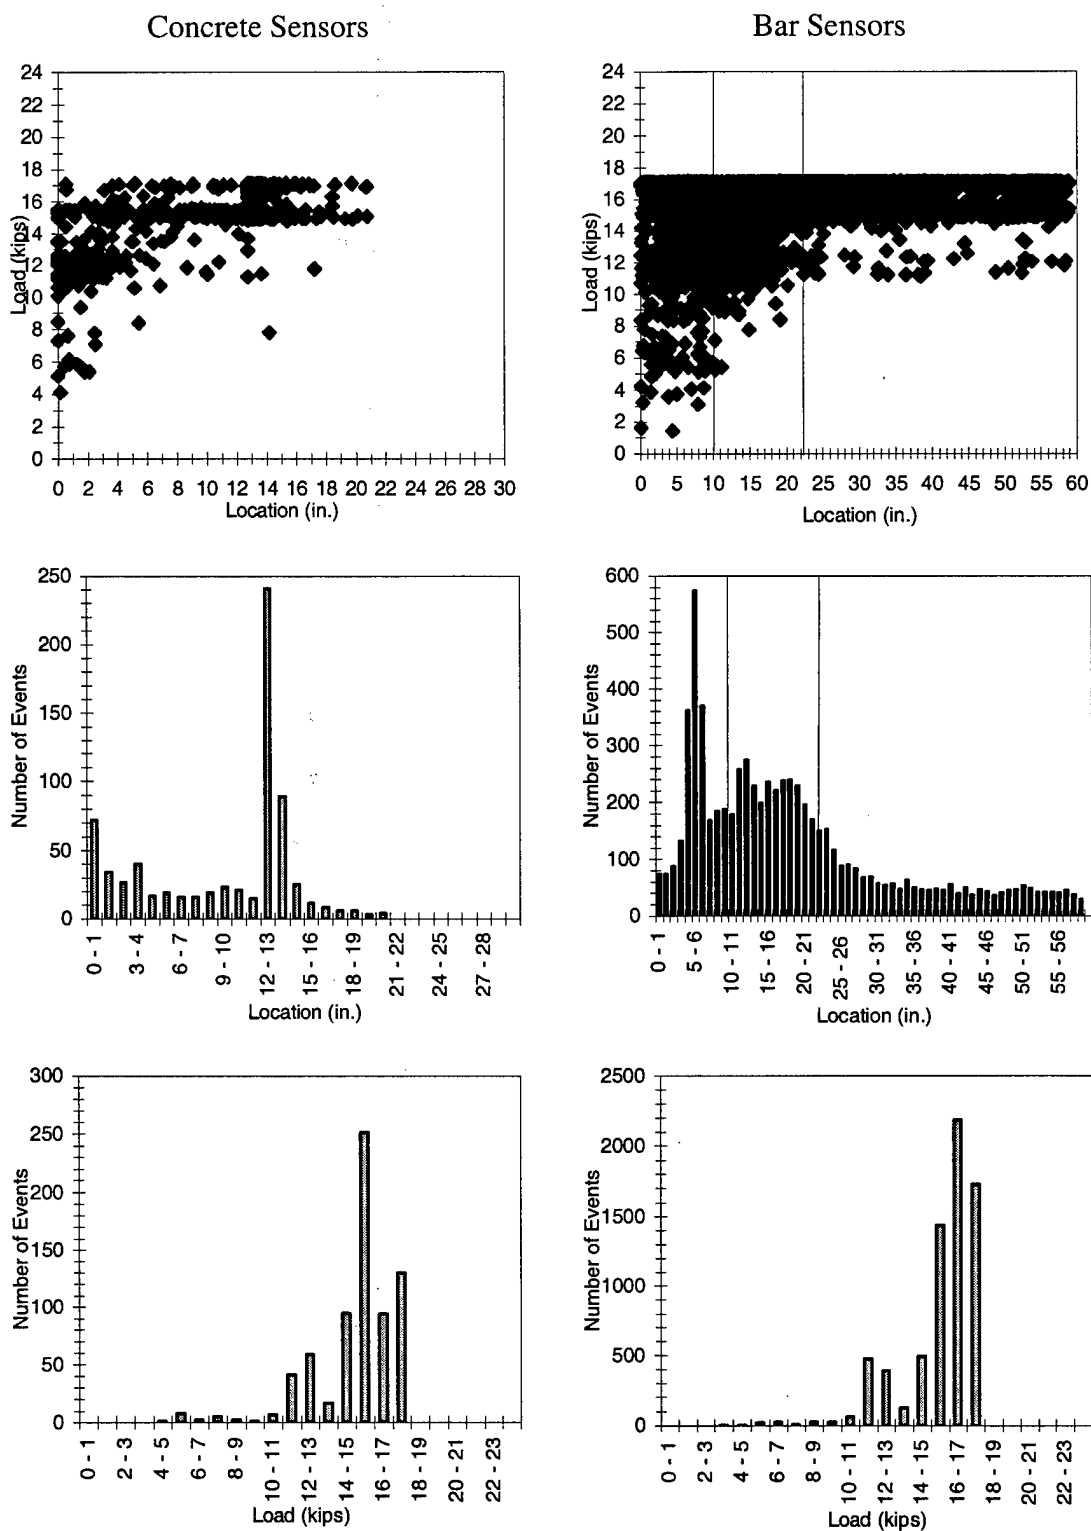 Concrete Sensors
Bar Sensors
24
22
20
18
16
14
12
10
8
6
4
2
0
Load (kips)
0 2 4 6 8 10 12 14 16 18 20 22 24 26 28 30
Location (in.)
24
22
20
18
16
14
12
10
8
6
4
2
0
Load (kips)
0 5 10 15 20 25 30 35 40 45 50 55 60
Location (in.)
250
200
150
100
50
0
Number of Events
0 - 1
3 - 4
6 - 7
9 - 10
12 - 13
15 - 16
18 - 19
21 - 22
24 - 25
27 - 28
Location (in.)
600
500
400
300
200
100
0
Number of Events
0 - 1
5 - 6
10 - 11
15 - 16
20 - 21
25 - 26
30 - 31
35 - 36
40 - 41
45 - 46
50 - 51
55 - 56
Location (in.)
300
250
200
150
100
50
0
Number of Events
0 - 1
2 - 3
4 - 5
6 - 7
8 - 9
10 - 11
12 - 13
14 - 15
16 - 17
18 - 19
20 - 21
22 - 23
Load (kips)
2500
2000
1500
1000
500
0
Number of Events
0 - 1
2 - 3
4 - 5
6 - 7
8 - 9
10 - 11
12 - 13
14 - 15
16 - 17
18 - 19
20 - 21
22 - 23
Load (kips)